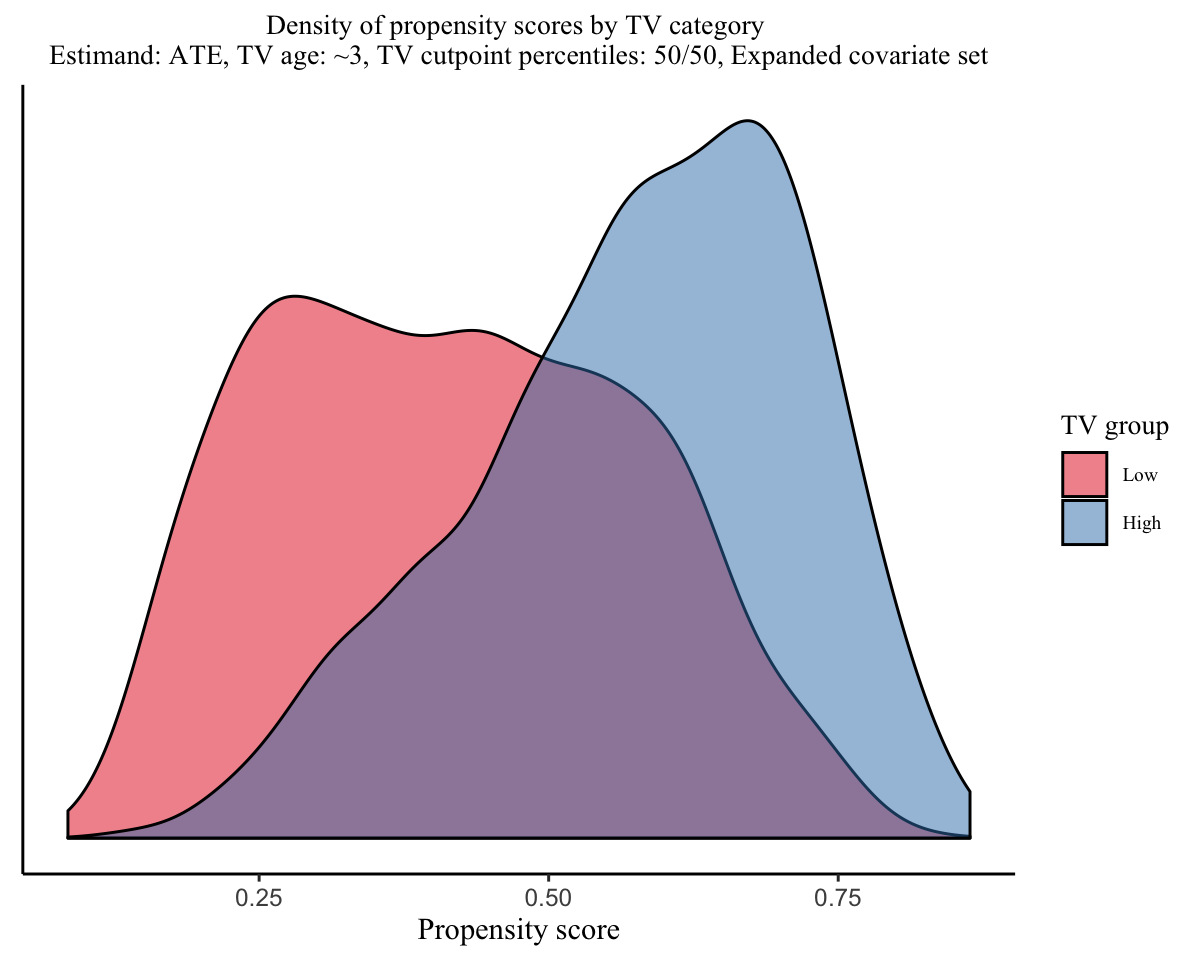 Density of propensity scores by TV category
Estimand: ATE, TV age: ~3, TV cutpoint percentiles: 50/50, Expanded covariate set
TV group
Low
High
0.25 0.50 0.75
Propensity score